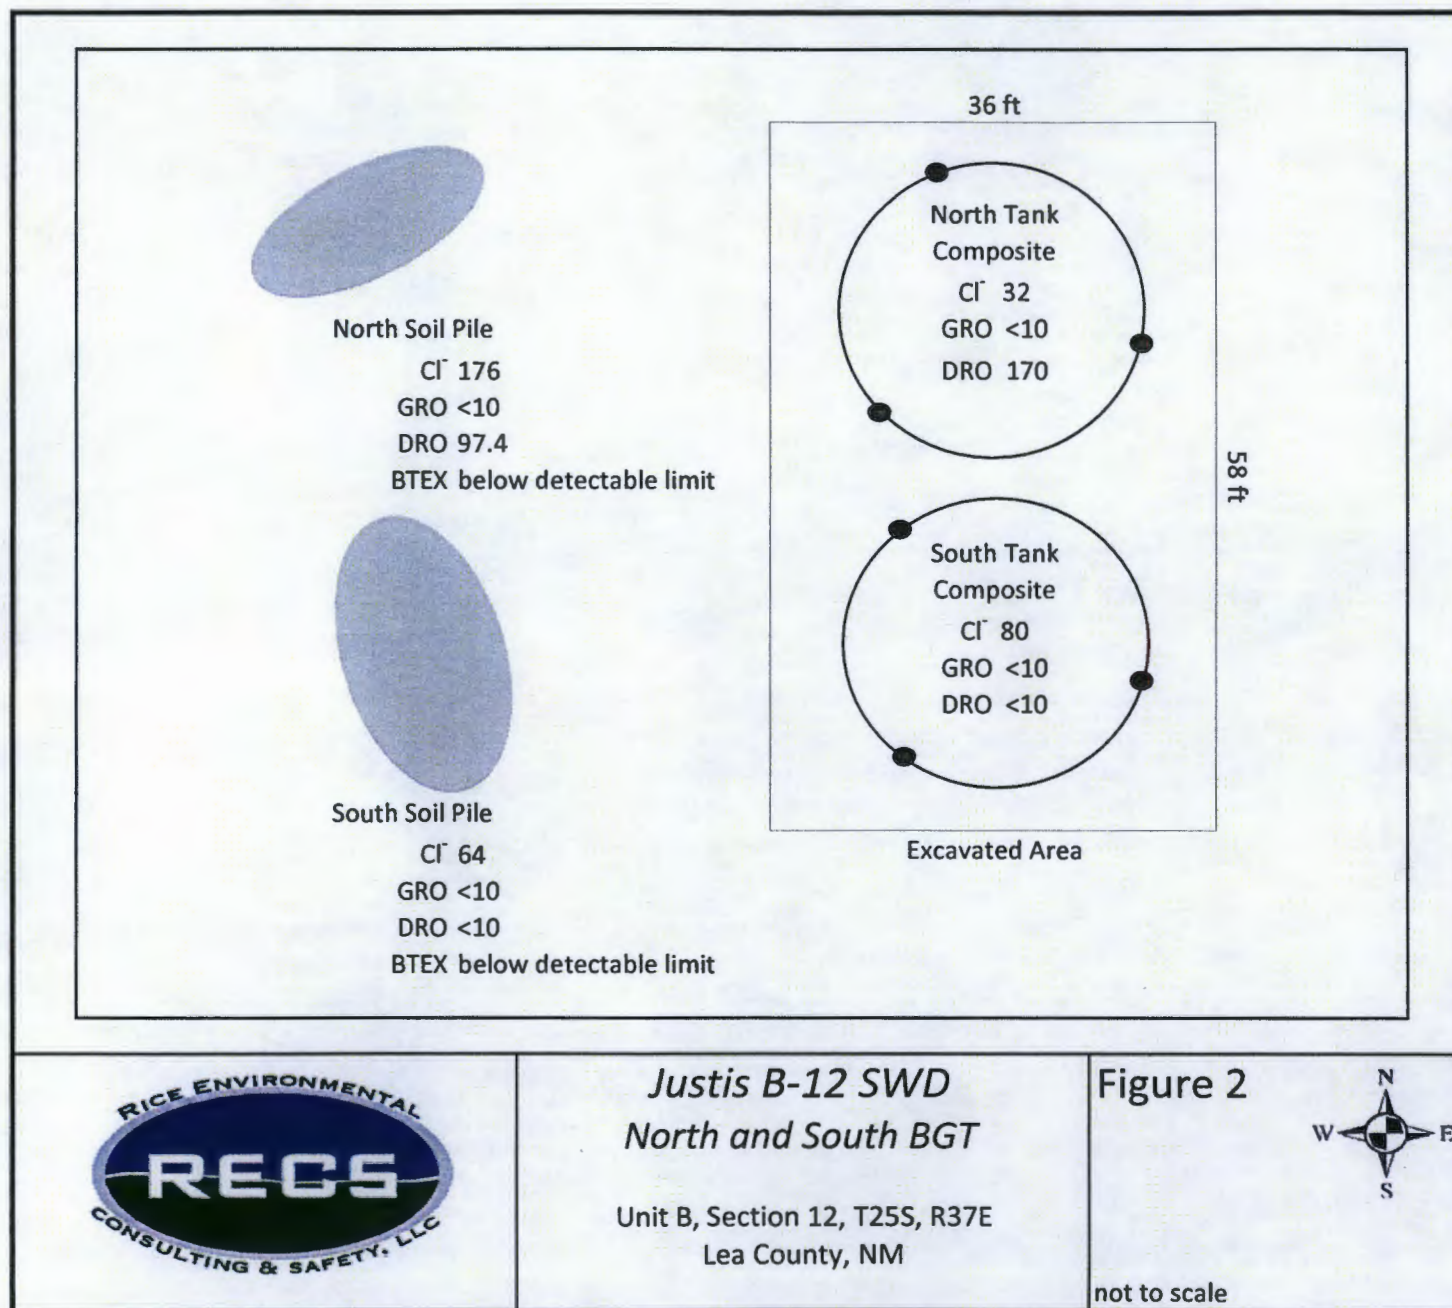 36 ft
North Tank
Composite
Cl⁻ 32
GRO <10
DRO 170
North Soil Pile
Cl⁻ 176
GRO <10
DRO 97.4
BTEX below detectable limit
58 ft
South Tank
Composite
Cl⁻ 80
GRO <10
DRO <10
South Soil Pile
Cl⁻ 64
GRO <10
DRO <10
BTEX below detectable limit
Excavated Area
RICE ENVIRONMENTAL
RECS
CONSULTING & SAFETY, LLC
Justis B-12 SWD
North and South BGT
Unit B, Section 12, T25S, R37E
Lea County, NM
Figure 2
N
W E
S
not to scale